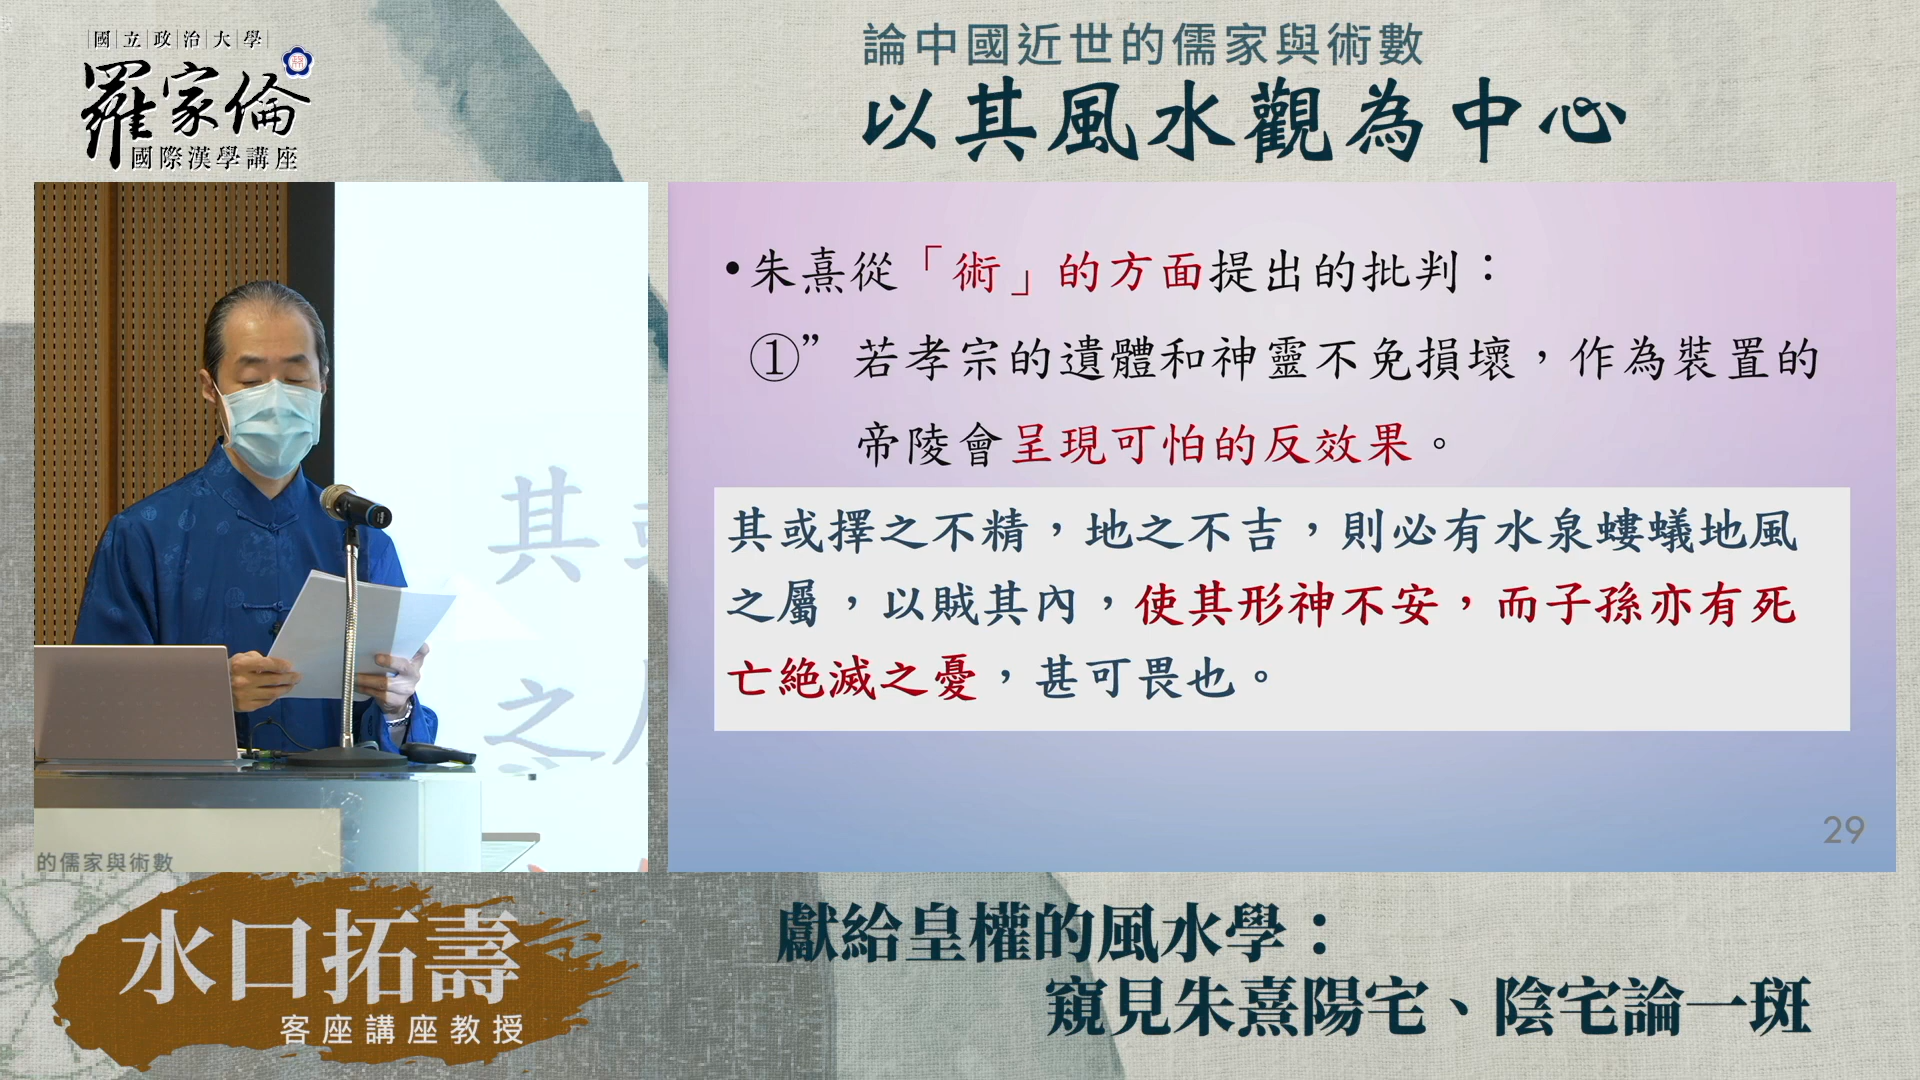 國立政治大學
羅家倫
國際漢學講座
論中國近世的儒家與術數
以其風水觀為中心
•朱熹從「術」的方面提出的批判：
①”若孝宗的遺體和神靈不免損壞，作為裝置的
帝陵會呈現可怕的反效果。
其或擇之不精，地之不吉，則必有水泉螻蟻地風
之屬，以賊其內，使其形神不安，而子孫亦有死
亡絕滅之憂，甚可畏也。
29
其
之
的儒家與術數
水口拓壽
客座講座教授
獻給皇權的風水學：
窺見朱熹陽宅、陰宅論一斑